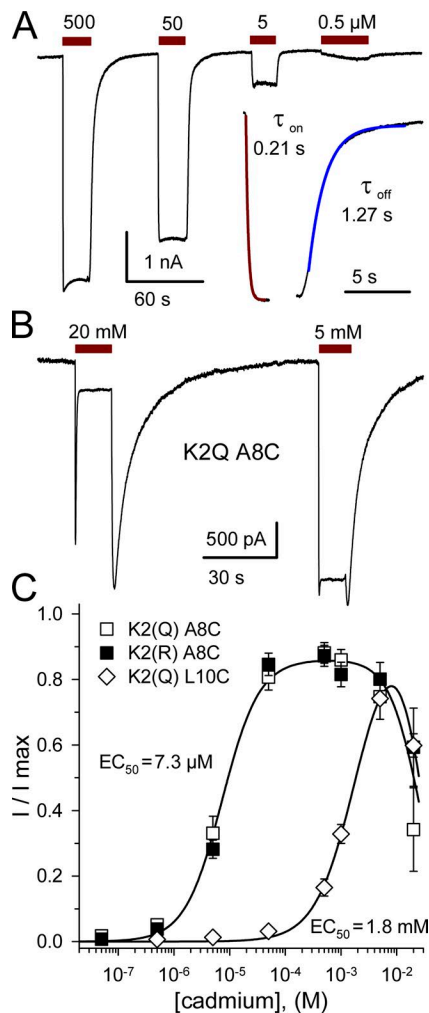 A
500 50 5 0.5 μM
τ on
0.21 s
τ off
1.27 s
1 nA
60 s
5 s
B
20 mM 5 mM
K2Q A8C
500 pA
30 s
C
1.0
0.8
0.6
0.4
0.2
0.0
I / I max
K2(Q) A8C
K2(R) A8C
K2(Q) L10C
EC50=7.3 μM
EC50=1.8 mM
10-7 10-6 10-5 10-4 10-3 10-2
[cadmium], (M)